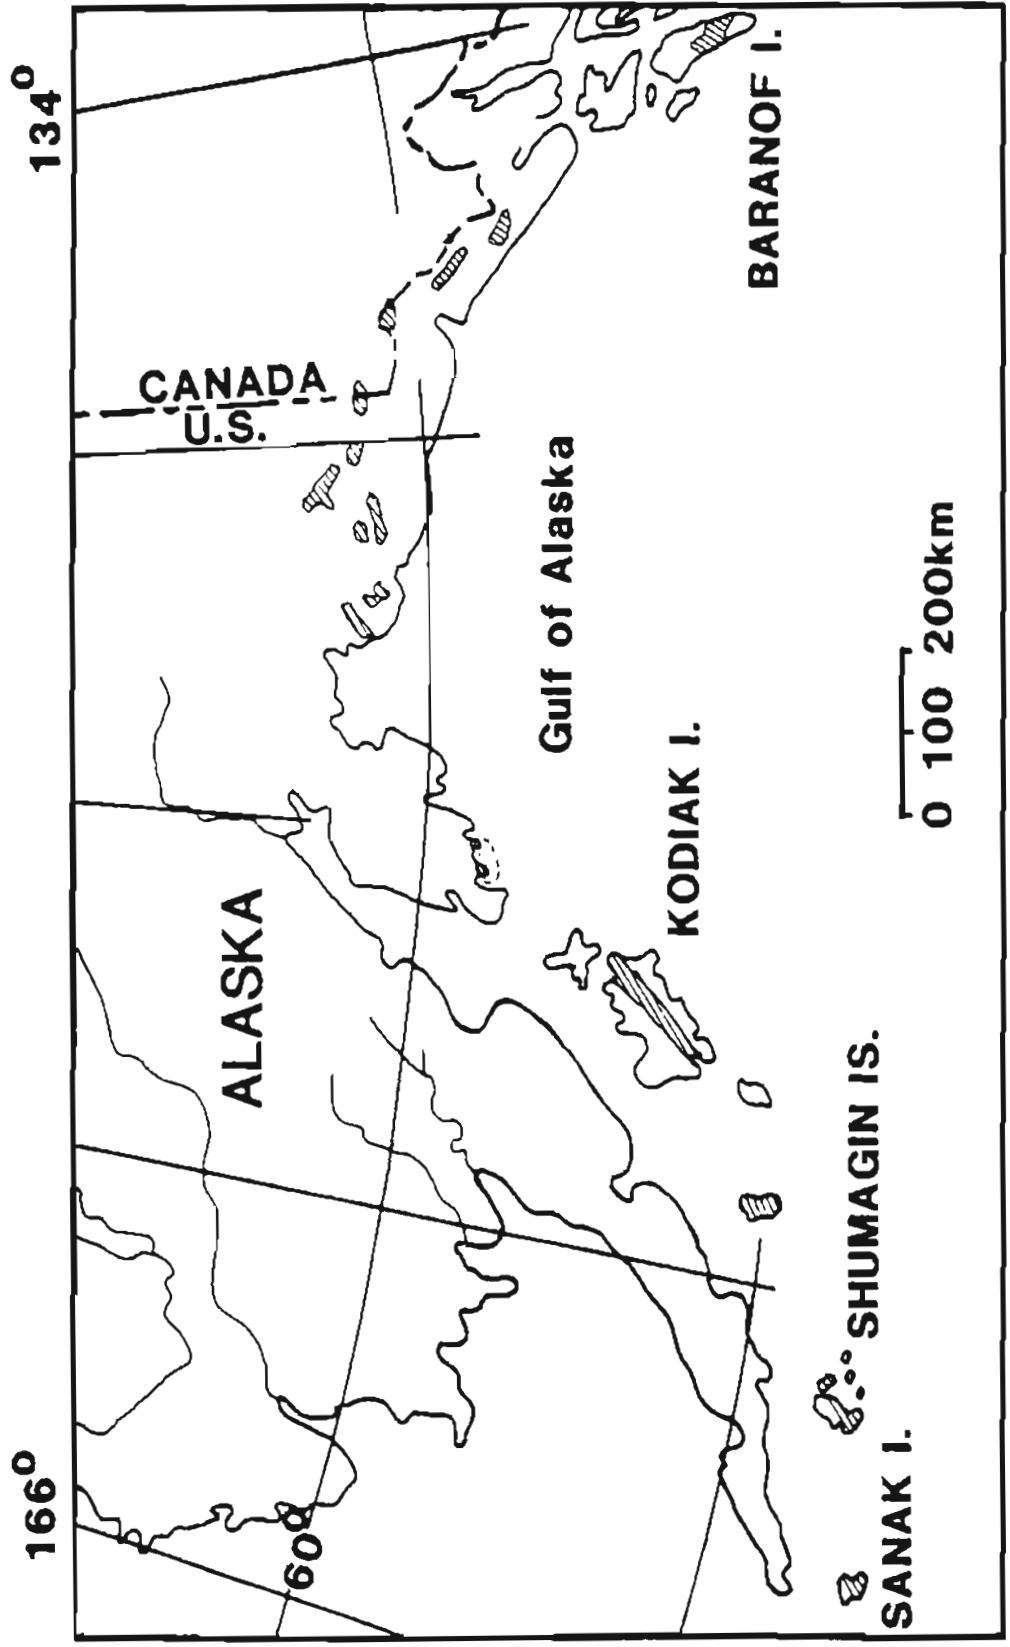 166°
134°
CANADA
U.S.
ALASKA
60°
Gulf of Alaska
KODIAK I.
BARANOF I.
SHUMAGIN IS.
SANAK I.
0 100 200km